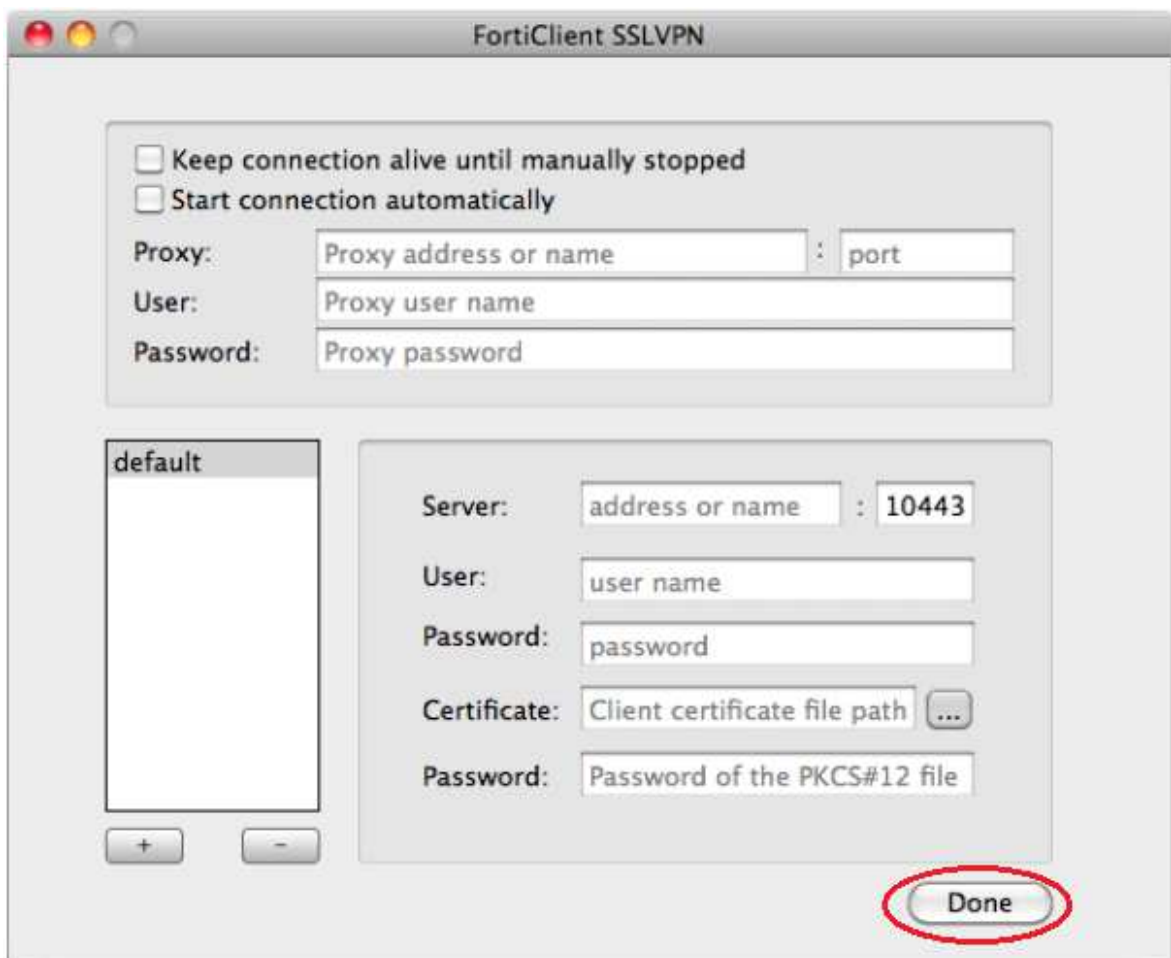 FortiClient SSLVPN
Keep connection alive until manually stopped
Start connection automatically
Proxy: Proxy address or name : port
User: Proxy user name
Password: Proxy password
default
Server: address or name : 10443
User: user name
Password: password
Certificate: Client certificate file path ...
Password: Password of the PKCS#12 file
+ -
Done